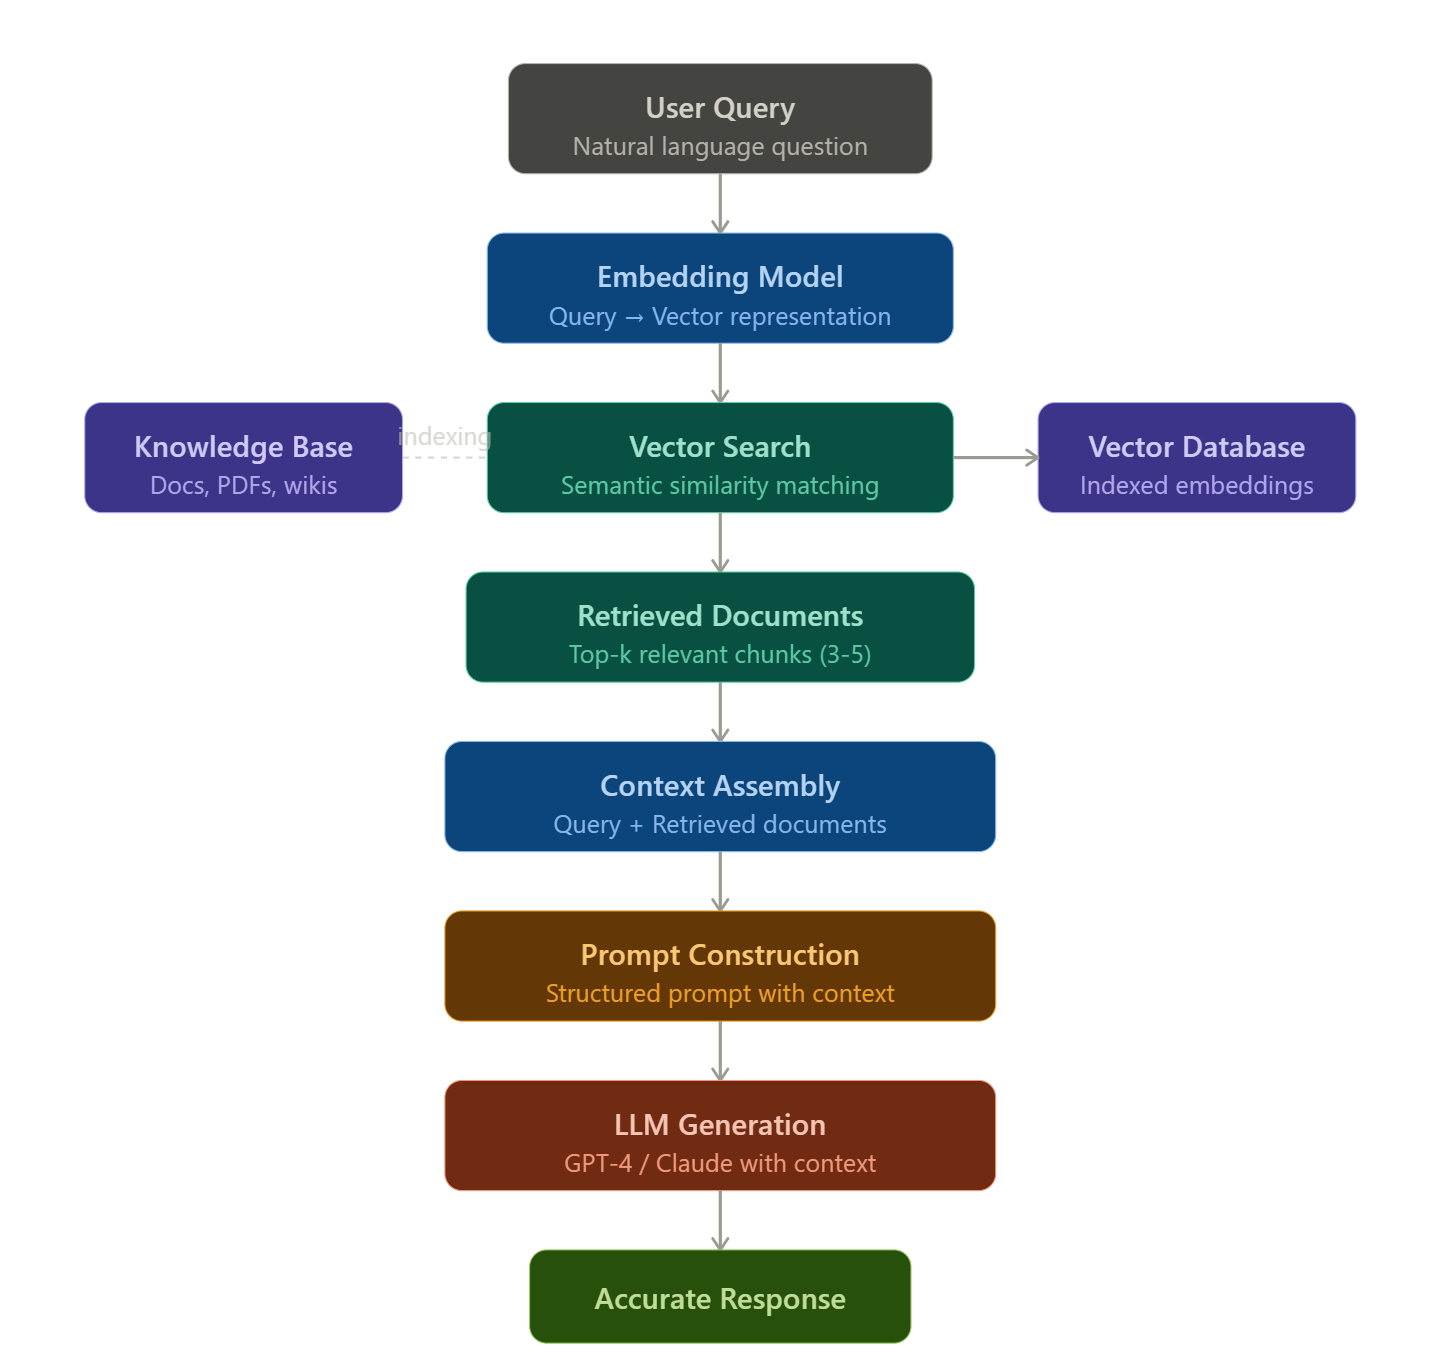 User Query
Natural language question
Embedding Model
Query → Vector representation
Knowledge Base
Docs, PDFs, wikis
indexing
Vector Search
Semantic similarity matching
Vector Database
Indexed embeddings
Retrieved Documents
Top-k relevant chunks (3-5)
Context Assembly
Query + Retrieved documents
Prompt Construction
Structured prompt with context
LLM Generation
GPT-4 / Claude with context
Accurate Response